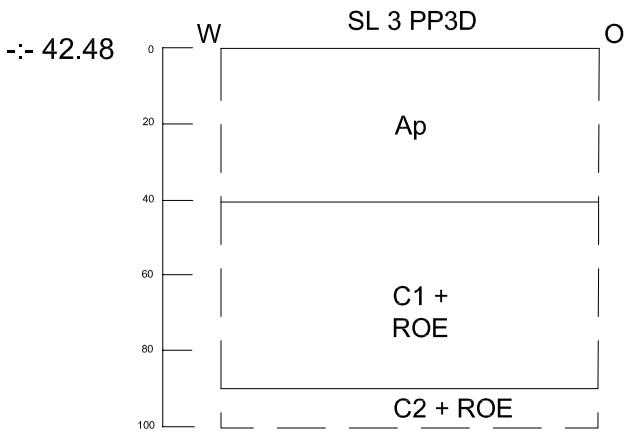 SL 3 PP3D
W
O
-:- 42.48
0
Ap
20
40
60
C1 +
ROE
80
C2 + ROE
100